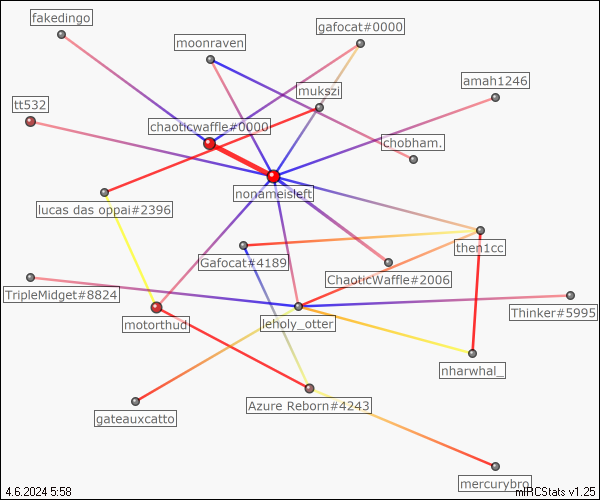 fakedingo
gafocat#0000
moonraven
amah1246
mukszi
tt532
chaoticwaffle#0000
chobham.
nonameisleft
lucas das oppai#2396
then1cc
!Gafocat#4189
ChaoticWaffle#2006
TripleMidget#8824
Thinker#5995
motorthud
leholy_otter
nharwhal_
Azure Reborn#4243
gateauxcatto
mercurybro
4.6.2024 5:58
mIRCStats v1.25